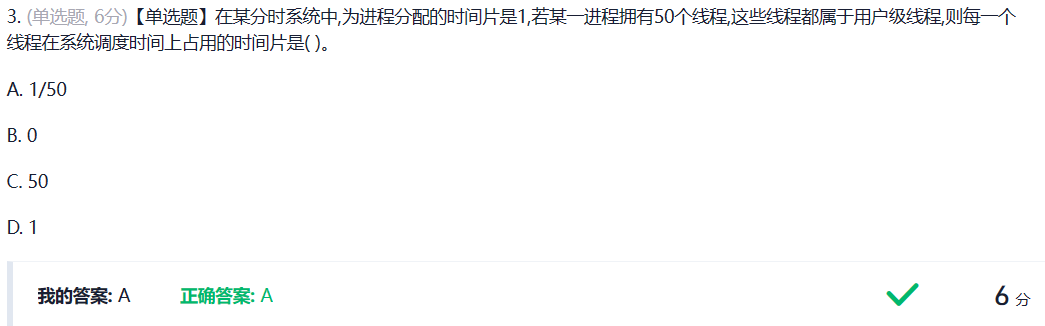 3. (单选题, 6分)【单选题】在某分时系统中,为进程分配的时间片是1,若某一进程拥有50个线程,这些线程都属于用户级线程,则每一个
线程在系统调度时间上占用的时间片是( )。
A. 1/50
B. 0
C. 50
D. 1
我的答案: A 正确答案: A 6 分